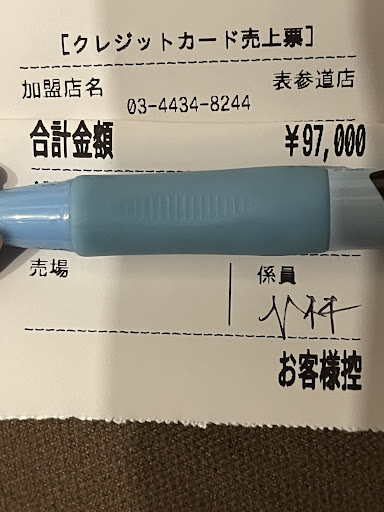 [クレジットカード売上票]
加盟店名 表参道店
03-4434-8244
合計金額 ¥97,000
売場 係員
お客様控